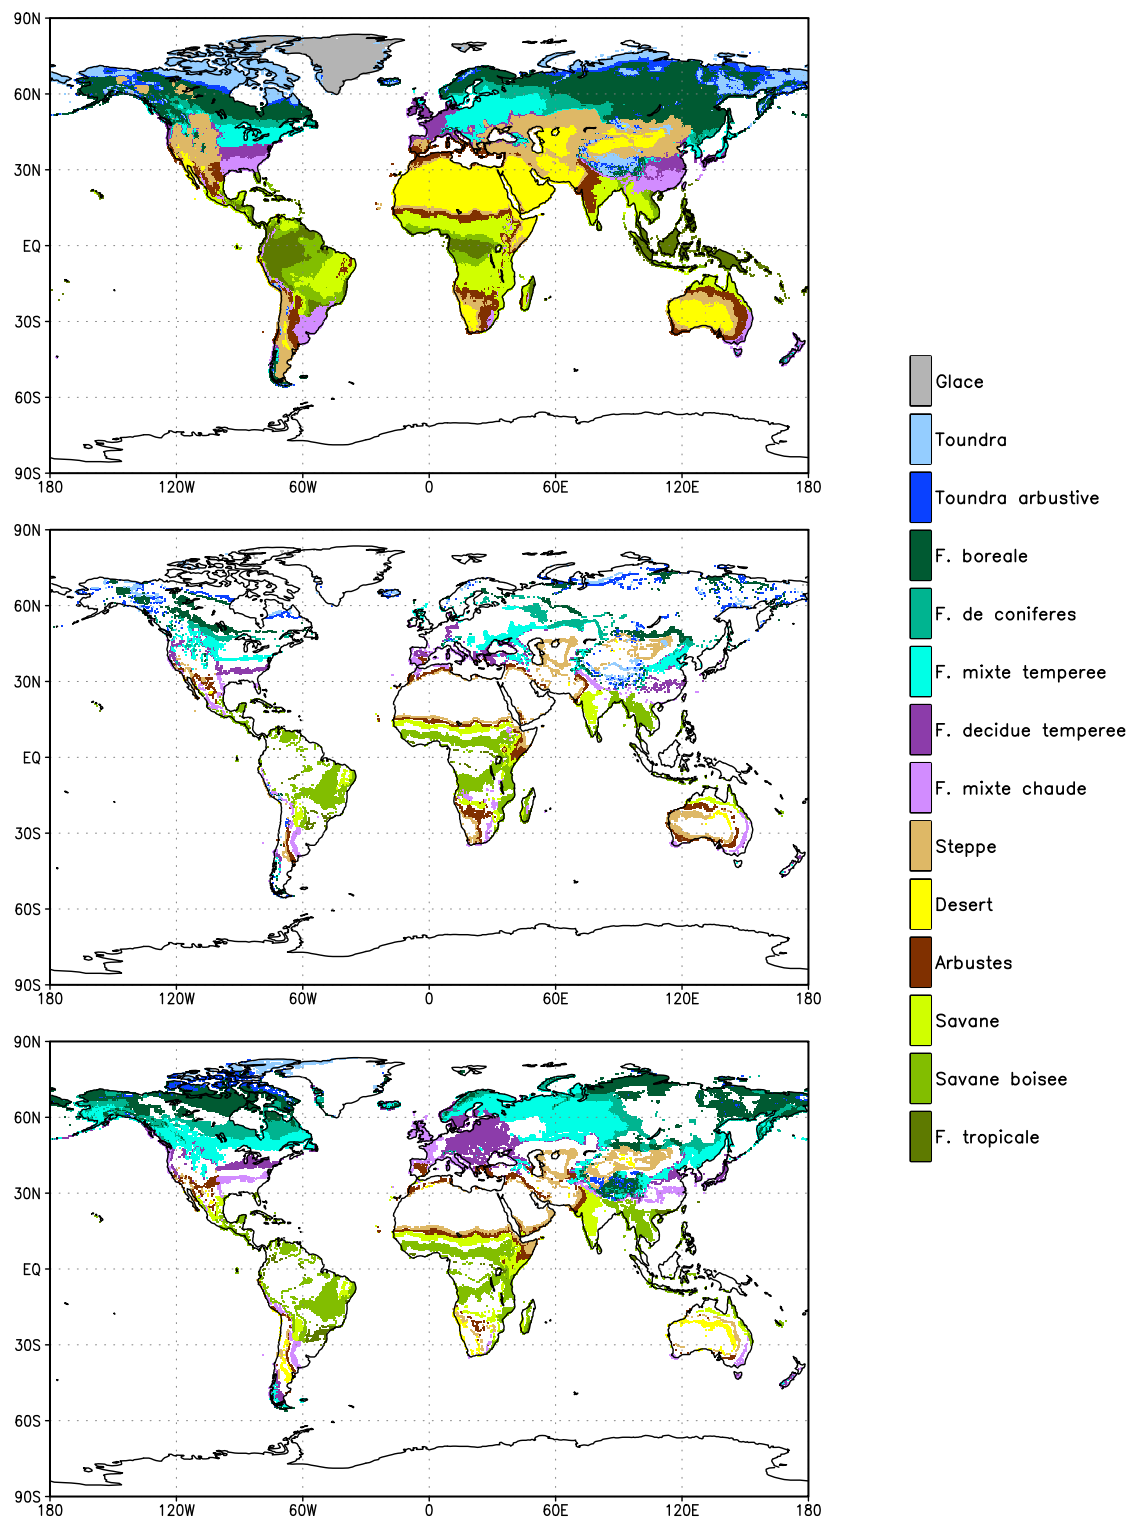 90N
60N
30N
EQ
30S
60S
90S
180 120W 60W 0 60E 120E 180
90N
60N
30N
EQ
30S
60S
90S
180 120W 60W 0 60E 120E 180
90N
60N
30N
EQ
30S
60S
90S
180 120W 60W 0 60E 120E 180
Glace
Toundra
Toundra arbustive
F. boreale
F. de coniferes
F. mixte temperee
F. decidue temperee
F. mixte chaude
Steppe
Desert
Arbustes
Savane
Savane boisee
F. tropicale